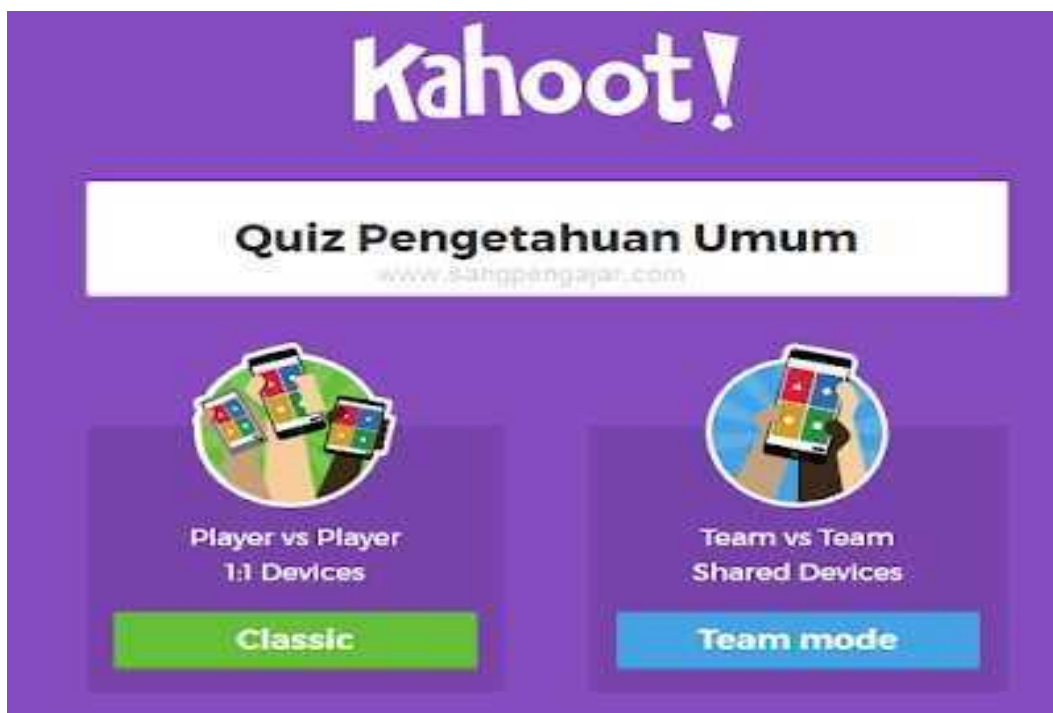 Kahoot!
Quiz Pengetahuan Umum
www.sangpengajar.com
Player vs Player
1:1 Devices
Classic
Team vs Team
Shared Devices
Team mode